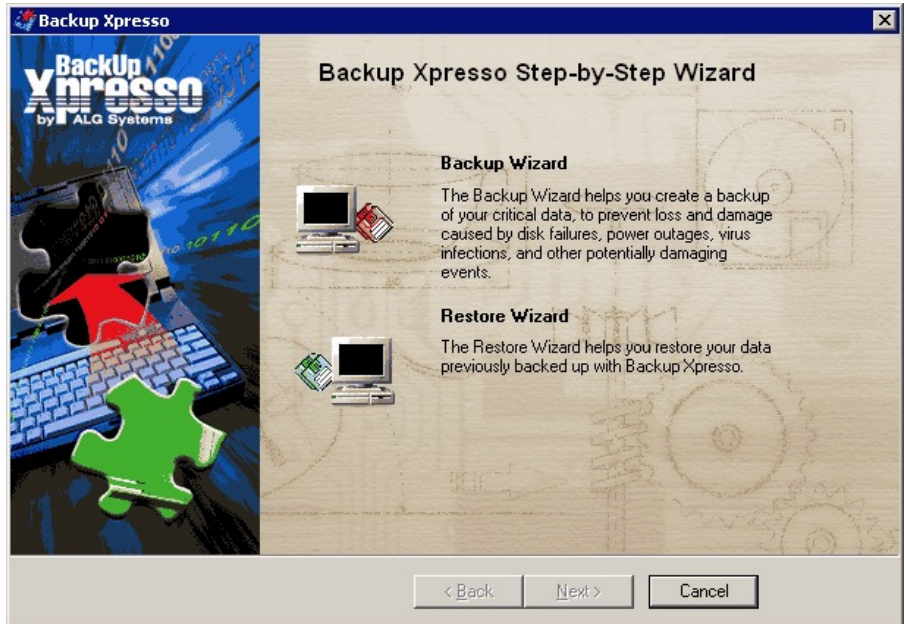 Backup Xpresso
BackUp
Xpresso
by ALG Systems
Backup Xpresso Step-by-Step Wizard
Backup Wizard
The Backup Wizard helps you create a backup
of your critical data, to prevent loss and damage
caused by disk failures, power outages, virus
infections, and other potentially damaging
events.
Restore Wizard
The Restore Wizard helps you restore your data
previously backed up with Backup Xpresso.
< Back
Next >
Cancel